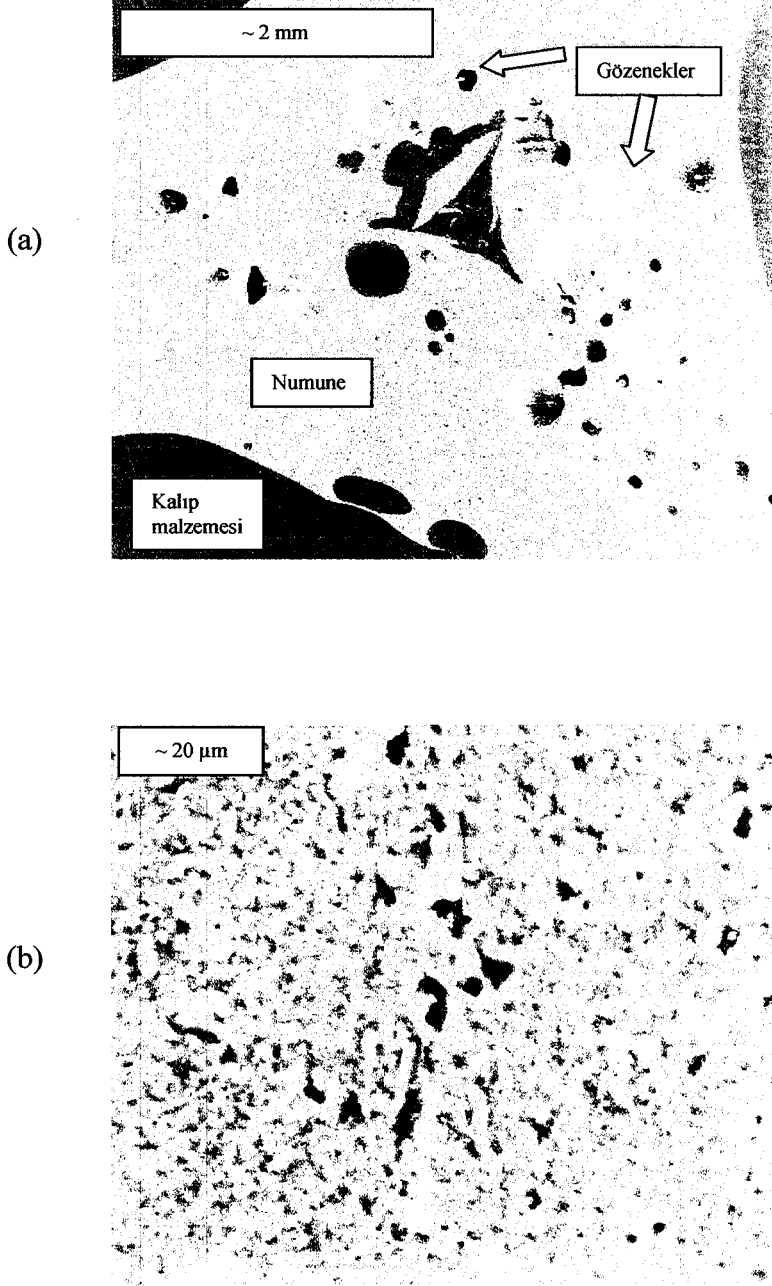 ~ 2 mm
Gözenekler
(a)
Numune
Kalıp
malzemesi
~ 20 µm
(b)